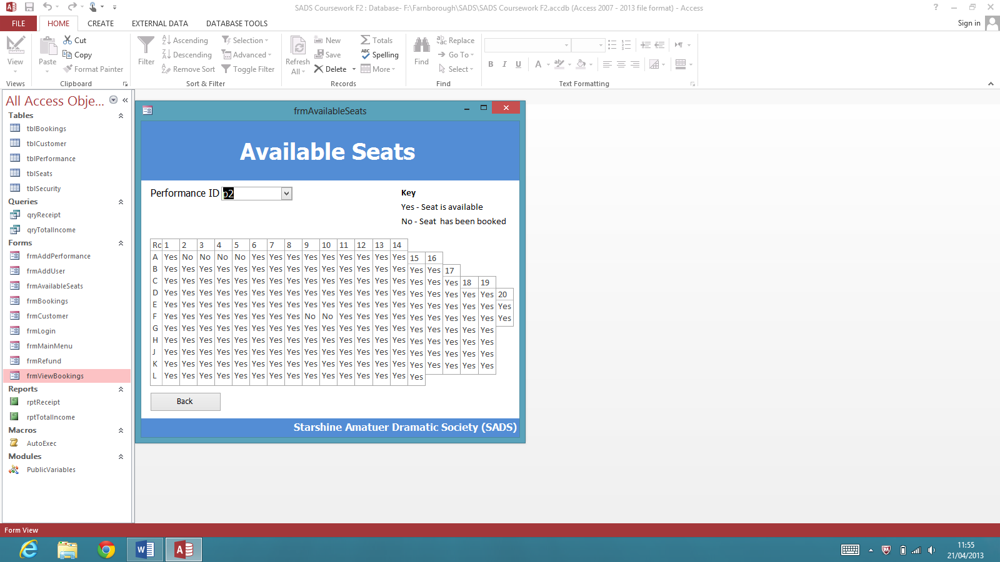 SADS Coursework F2 : Database- F:\Farnborough\SADS\SADS Coursework F2.accdb (Access 2007 - 2013 file format) - Access
FILE HOME CREATE EXTERNAL DATA DATABASE TOOLS Sign in
View
Views
Paste
Cut
Copy
Format Painter
Clipboard
Filter
Ascending
Descending
Remove Sort
Selection
Advanced
Toggle Filter
Sort & Filter
Refresh
All
New
Save
Delete
Totals
Spelling
More
Records
Find
Replace
Go To
Select
Find
B I U A
Text Formatting
All Access Obje...
Tables
tblBookings
tblCustomer
tblPerformance
tblSeats
tblSecurity
Queries
qryReceipt
qryTotalIncome
Forms
frmAddPerformance
frmAddUser
frmAvailableSeats
frmBookings
frmCustomer
frmLogin
frmMainMenu
frmRefund
frmViewBookings
Reports
rptReceipt
rptTotalIncome
Macros
AutoExec
Modules
PublicVariables
frmAvailableSeats
Available Seats
Performance ID p2
Key
Yes - Seat is available
No - Seat has been booked
Ro 1 2 3 4 5 6 7 8 9 10 11 12 13 14
A Yes No No No No Yes Yes Yes Yes Yes Yes Yes Yes Yes 15 16
B Yes Yes Yes Yes Yes Yes Yes Yes Yes Yes Yes Yes Yes Yes Yes Yes 17
C Yes Yes Yes Yes Yes Yes Yes Yes Yes Yes Yes Yes Yes Yes Yes Yes Yes 18 19
D Yes Yes Yes Yes Yes Yes Yes Yes Yes Yes Yes Yes Yes Yes Yes Yes Yes Yes Yes 20
E Yes Yes Yes Yes Yes Yes Yes Yes Yes Yes Yes Yes Yes Yes Yes Yes Yes Yes Yes Yes
F Yes Yes Yes Yes Yes Yes Yes Yes No No Yes Yes Yes Yes Yes Yes Yes Yes Yes Yes
G Yes Yes Yes Yes Yes Yes Yes Yes Yes Yes Yes Yes Yes Yes Yes Yes Yes Yes Yes
H Yes Yes Yes Yes Yes Yes Yes Yes Yes Yes Yes Yes Yes Yes Yes Yes Yes Yes Yes
J Yes Yes Yes Yes Yes Yes Yes Yes Yes Yes Yes Yes Yes Yes Yes Yes Yes Yes Yes
K Yes Yes Yes Yes Yes Yes Yes Yes Yes Yes Yes Yes Yes Yes Yes Yes Yes Yes Yes
L Yes Yes Yes Yes Yes Yes Yes Yes Yes Yes Yes Yes Yes Yes Yes
Back
Starshine Amatuer Dramatic Society (SADS)
Form View
11:55
21/04/2013